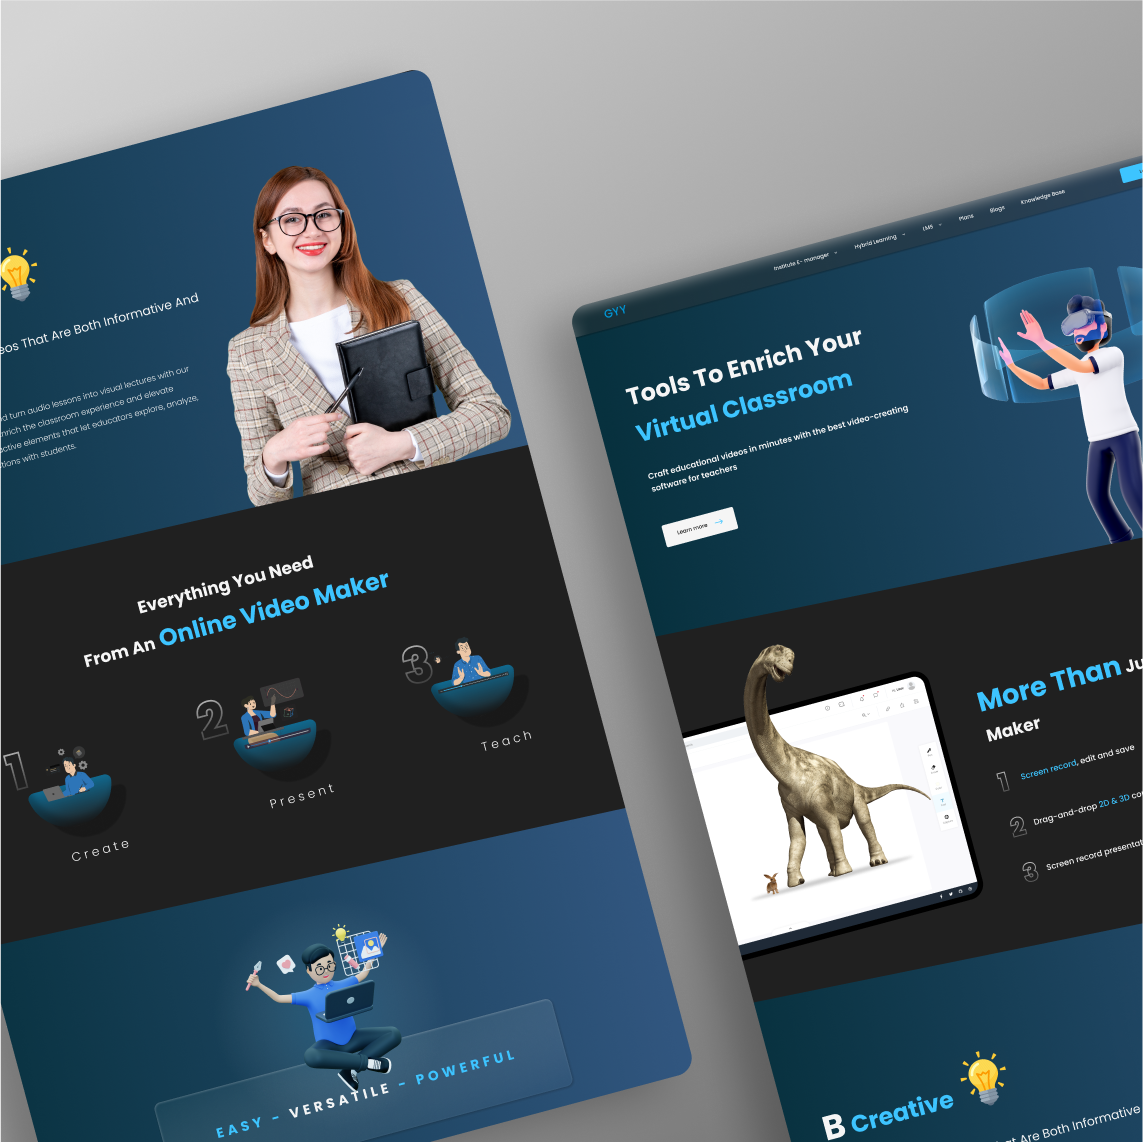 eos That Are Both Informative And
nd turn audio lessons into visual lectures with our
nrich the classroom experience and elevate
active elements that let educators explore, analyze,
tions with students.
Everything You Need
From An Online Video Maker
1
Create
2
Present
3
Teach
EASY - VERSATILE - POWERFUL
GYY
Institute E - manager
Hybrid Learning
LMS
Plans
Blogs
Knowledge Base
Tools To Enrich Your
Virtual Classroom
Craft educational videos in minutes with the best video-creating
software for teachers
Learn more
More Than Ju
Maker
1 Screen record, edit and save
2 Drag-and-drop 2D & 3D co
3 Screen record presentat
B Creative
at Are Both Informative